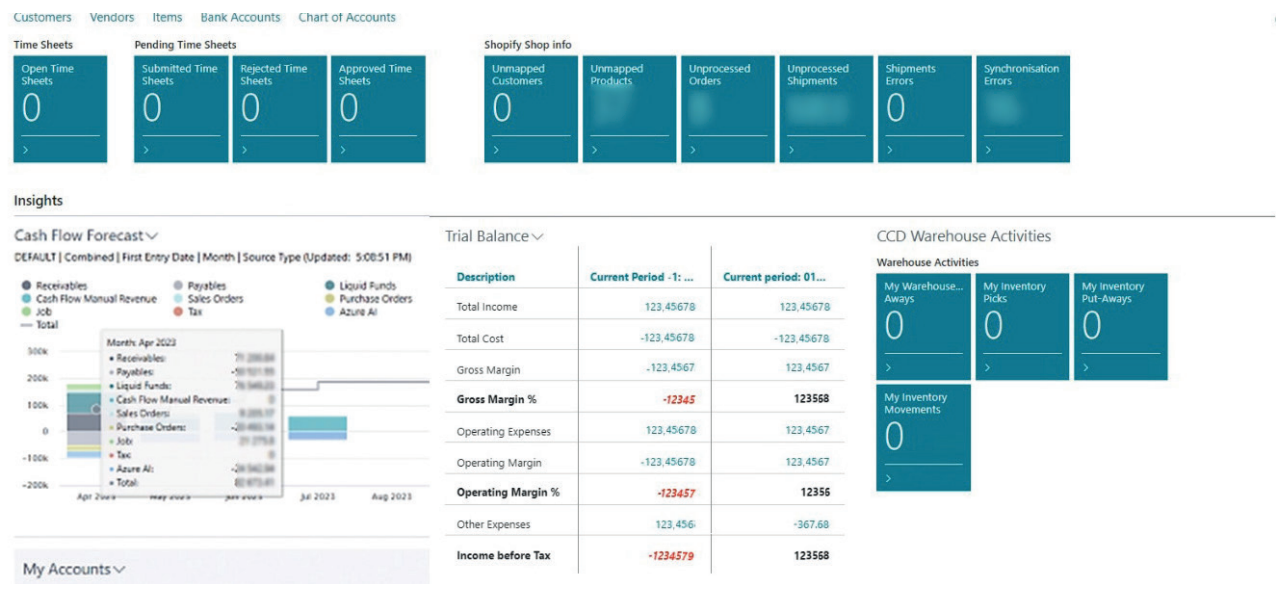 Customers Vendors Items Bank Accounts Chart of Accounts
Time Sheets
Open Time Sheets
0
Pending Time Sheets
Submitted Time Sheets
0
Rejected Time Sheets
0
Approved Time Sheets
0
Shopify Shop info
Unmapped Customers
0
Unmapped Products
Unprocessed Orders
Unprocessed Shipments
Shipments Errors
0
Synchronisation Errors
Insights
Cash Flow Forecast
DEFAULT | Combined | First Entry Date | Month | Source Type (Updated: 5:08:51 PM)
Receivables Payables Liquid Funds
Cash Flow Manual Revenue Sales Orders Purchase Orders
Job Tax Azure AI
Total
300k
200k
100k
0
-100k
-200k
Month: Apr 2023
Receivables:
Payables:
Liquid Funds:
Cash Flow Manual Revenue: 0
Sales Orders:
Purchase Orders:
Job:
Tax: 0
Azure AI:
Total:
Apr 2023 May 2023 Jun 2023 Jul 2023 Aug 2023
My Accounts
Trial Balance
Description Current Period -1: ... Current period: 01...
Total Income 123,45678 123,45678
Total Cost -123,45678 -123,45678
Gross Margin -123,4567 123,4567
Gross Margin % -12345 123568
Operating Expenses 123,45678 123,4567
Operating Margin -123,45678 123,4567
Operating Margin % -123457 12356
Other Expenses 123,456 -367.68
Income before Tax -1234579 123568
CCD Warehouse Activities
Warehouse Activities
My Warehouse... Aways
0
My Inventory Picks
0
My Inventory Put-Aways
0
My Inventory Movements
0